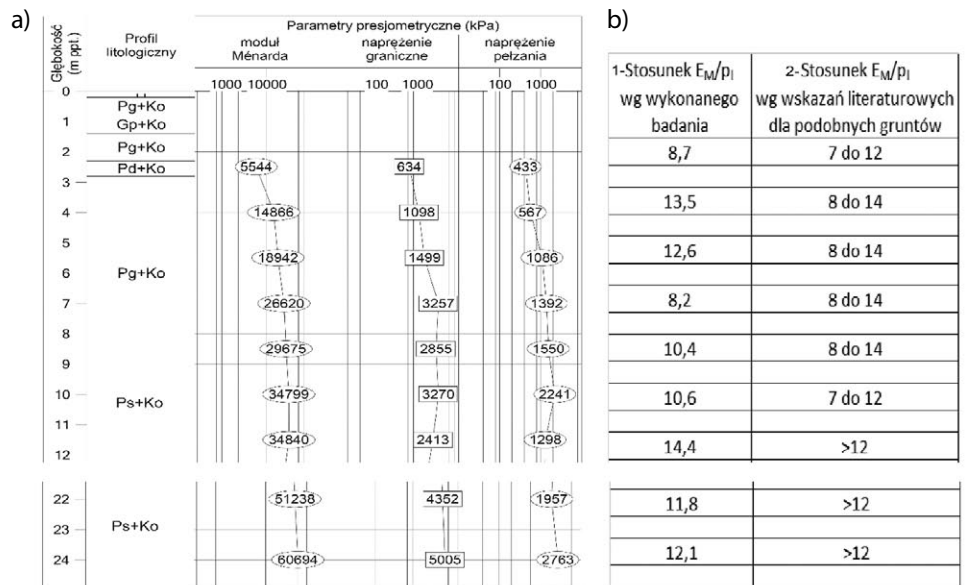 a)
Głębokość
(m ppt.)
Profil
litologiczny
Parametry presjometryczne (kPa)
moduł
Ménarda
naprężenie
graniczne
naprężenie
pełzania
1000 10000
100 1000
100 1000
0
1
2
3
4
5
6
7
8
9
10
11
12
22
23
24
Pg+Ko
Gp+Ko
Pg+Ko
Pd+Ko
Pg+Ko
Ps+Ko
Ps+Ko
5544 634 433
14866 1098 567
18942 1499 1086
26620 3257 1392
29675 2855 1550
34799 3270 2241
34840 2413 1298
51238 4352 1957
60694 5005 2763
b)
1-Stosunek EM/pl
wg wykonanego
badania
2-Stosunek EM/pl
wg wskazań literaturowych
dla podobnych gruntów
8,7 7 do 12
13,5 8 do 14
12,6 8 do 14
8,2 8 do 14
10,4 8 do 14
10,6 7 do 12
14,4 >12
11,8 >12
12,1 >12